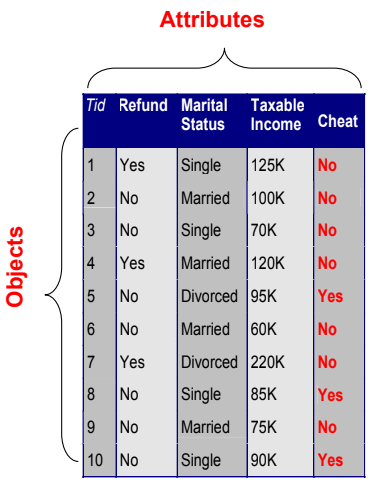 Attributes
Tid Refund Marital Status Taxable Income Cheat
1 Yes Single 125K No
2 No Married 100K No
3 No Single 70K No
4 Yes Married 120K No
5 No Divorced 95K Yes
6 No Married 60K No
7 Yes Divorced 220K No
8 No Single 85K Yes
9 No Married 75K No
10 No Single 90K Yes
Objects